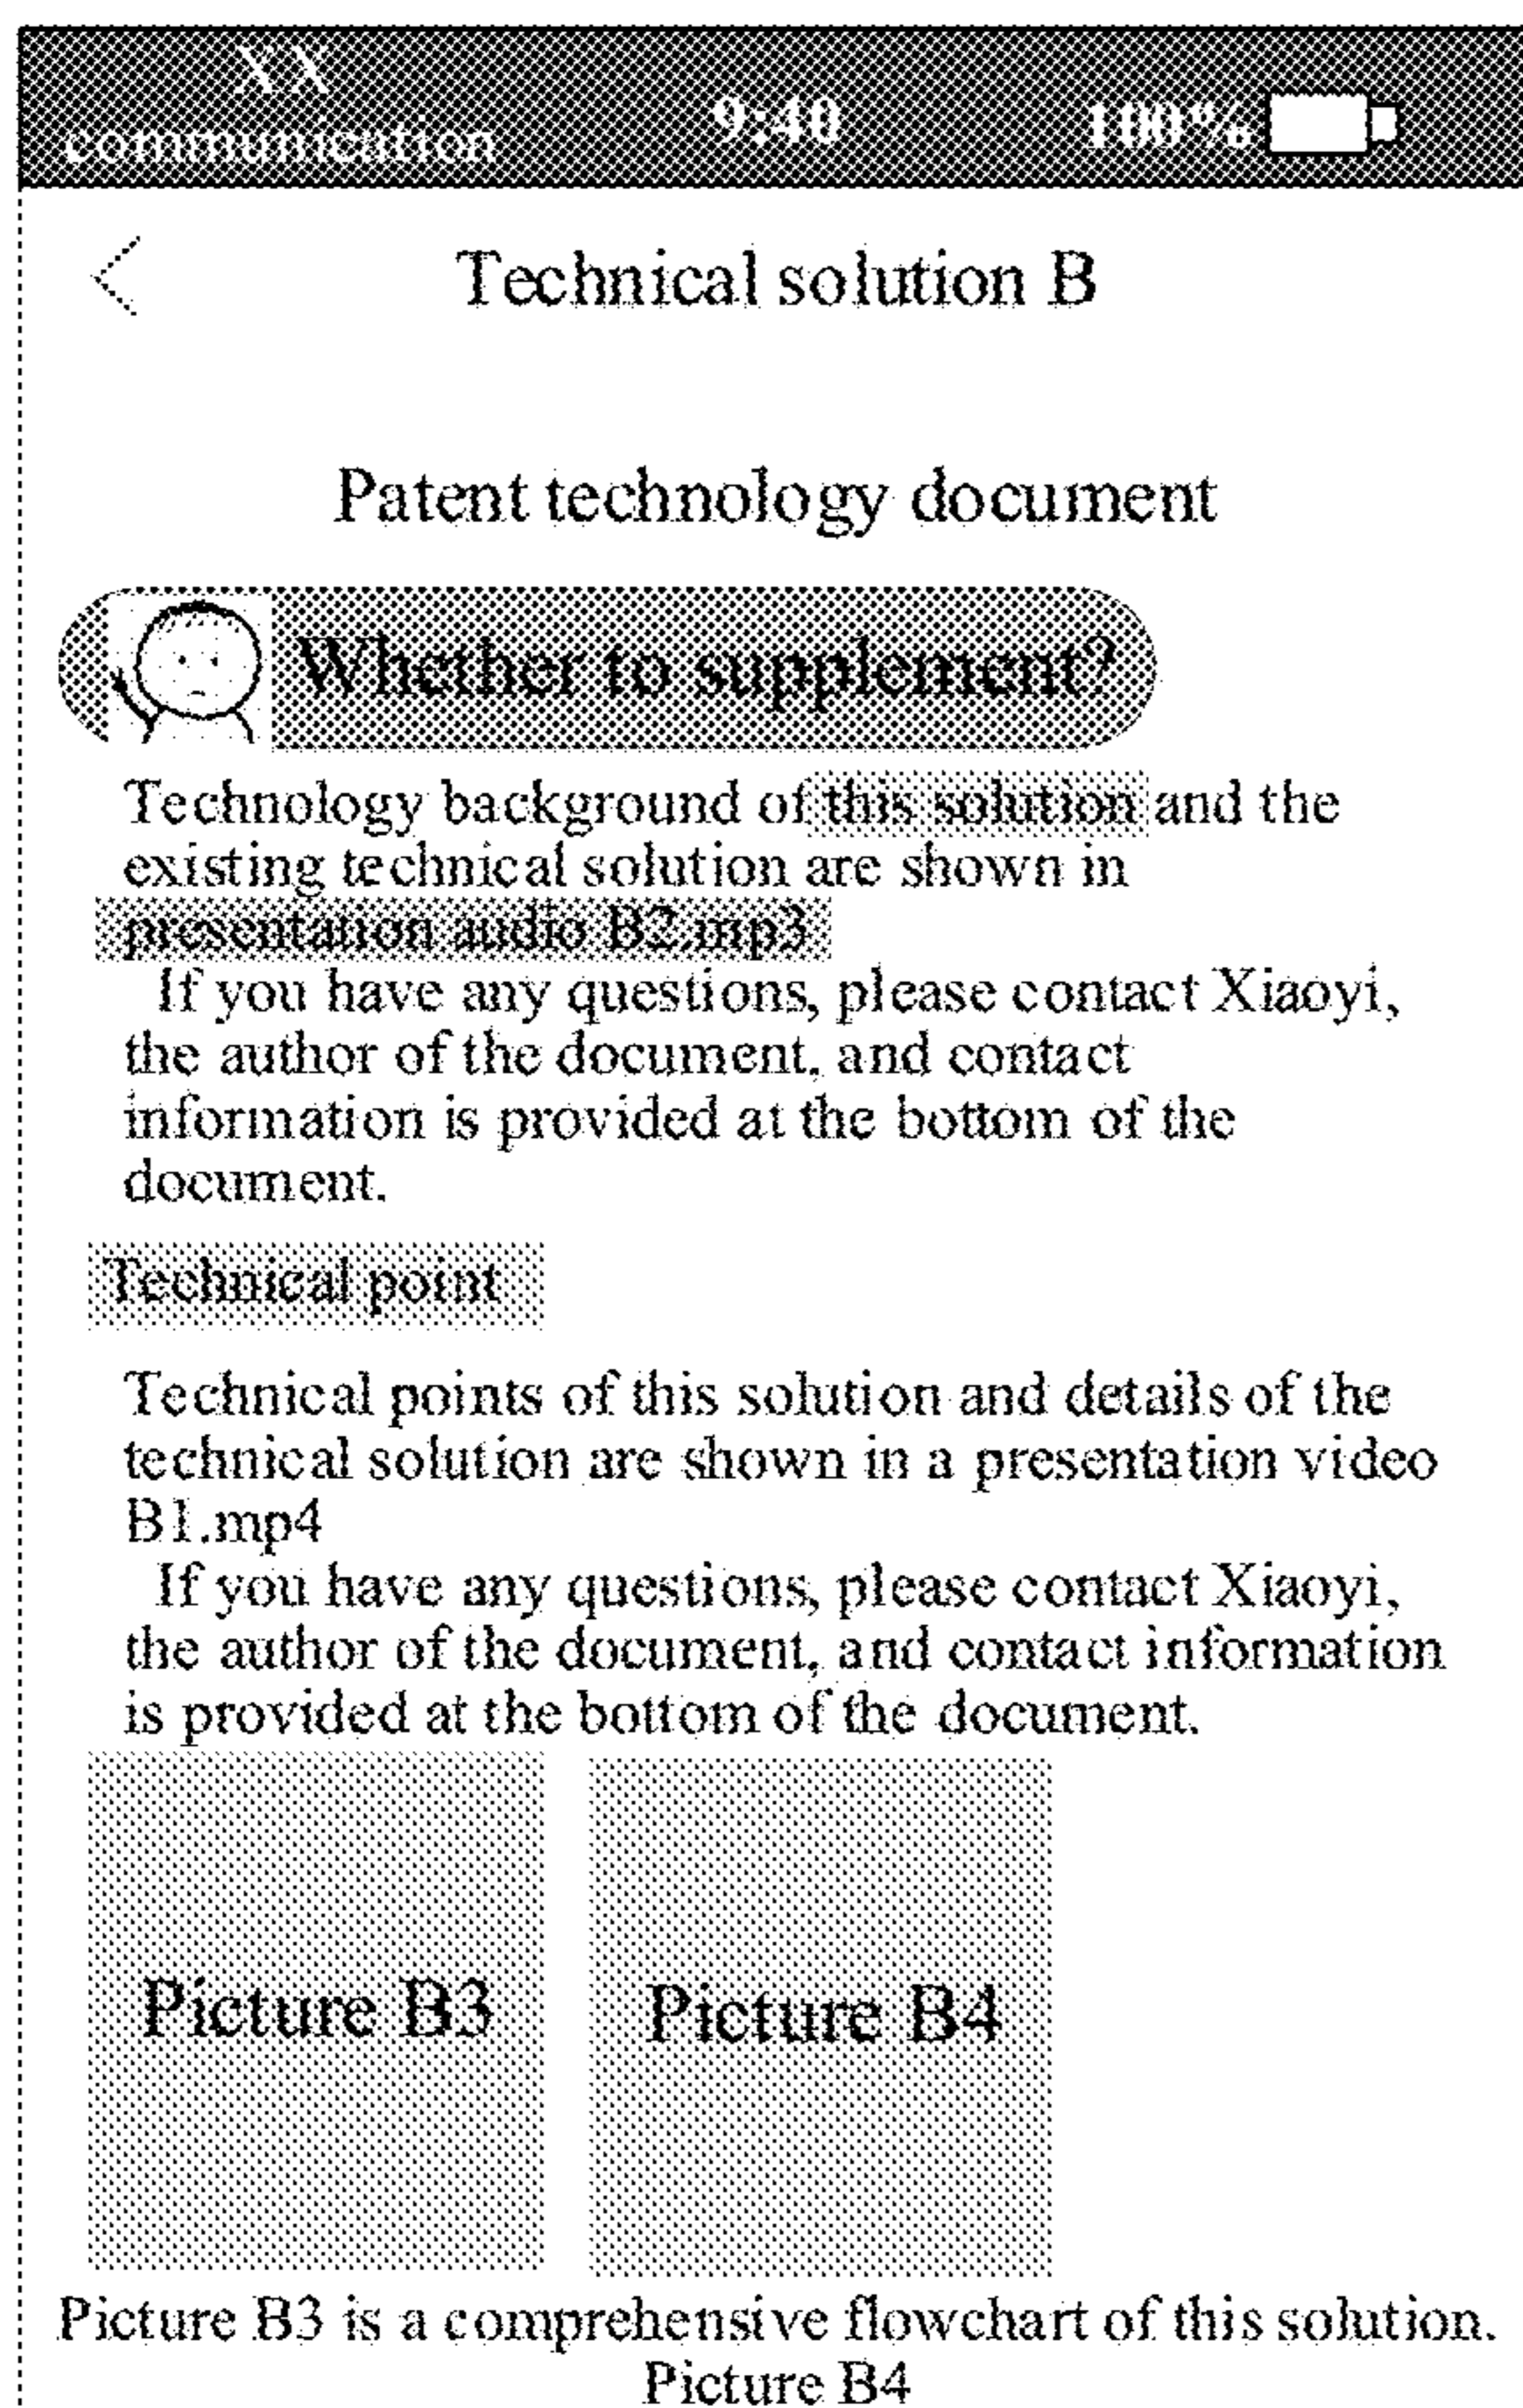 XX
communication
9:40
100%
<
Technical solution B
Patent technology document
Whether to supplement?
Technology background of this solution and the
existing technical solution are shown in
presentation audio B2.mp3
If you have any questions, please contact Xiaoyi,
the author of the document, and contact
information is provided at the bottom of the
document.
Technical point
Technical points of this solution and details of the
technical solution are shown in a presentation video
B1.mp4
If you have any questions, please contact Xiaoyi,
the author of the document, and contact information
is provided at the bottom of the document.
Picture B3
Picture B4
Picture B3 is a comprehensive flowchart of this solution.
Picture B4